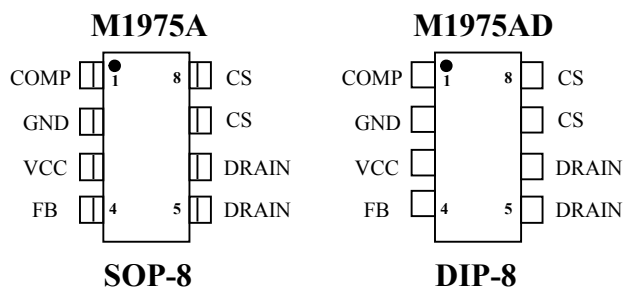 M1975A
COMP 1 8 CS
GND CS
VCC DRAIN
FB 4 5 DRAIN
SOP-8
M1975AD
COMP 1 8 CS
GND CS
VCC DRAIN
FB 4 5 DRAIN
DIP-8